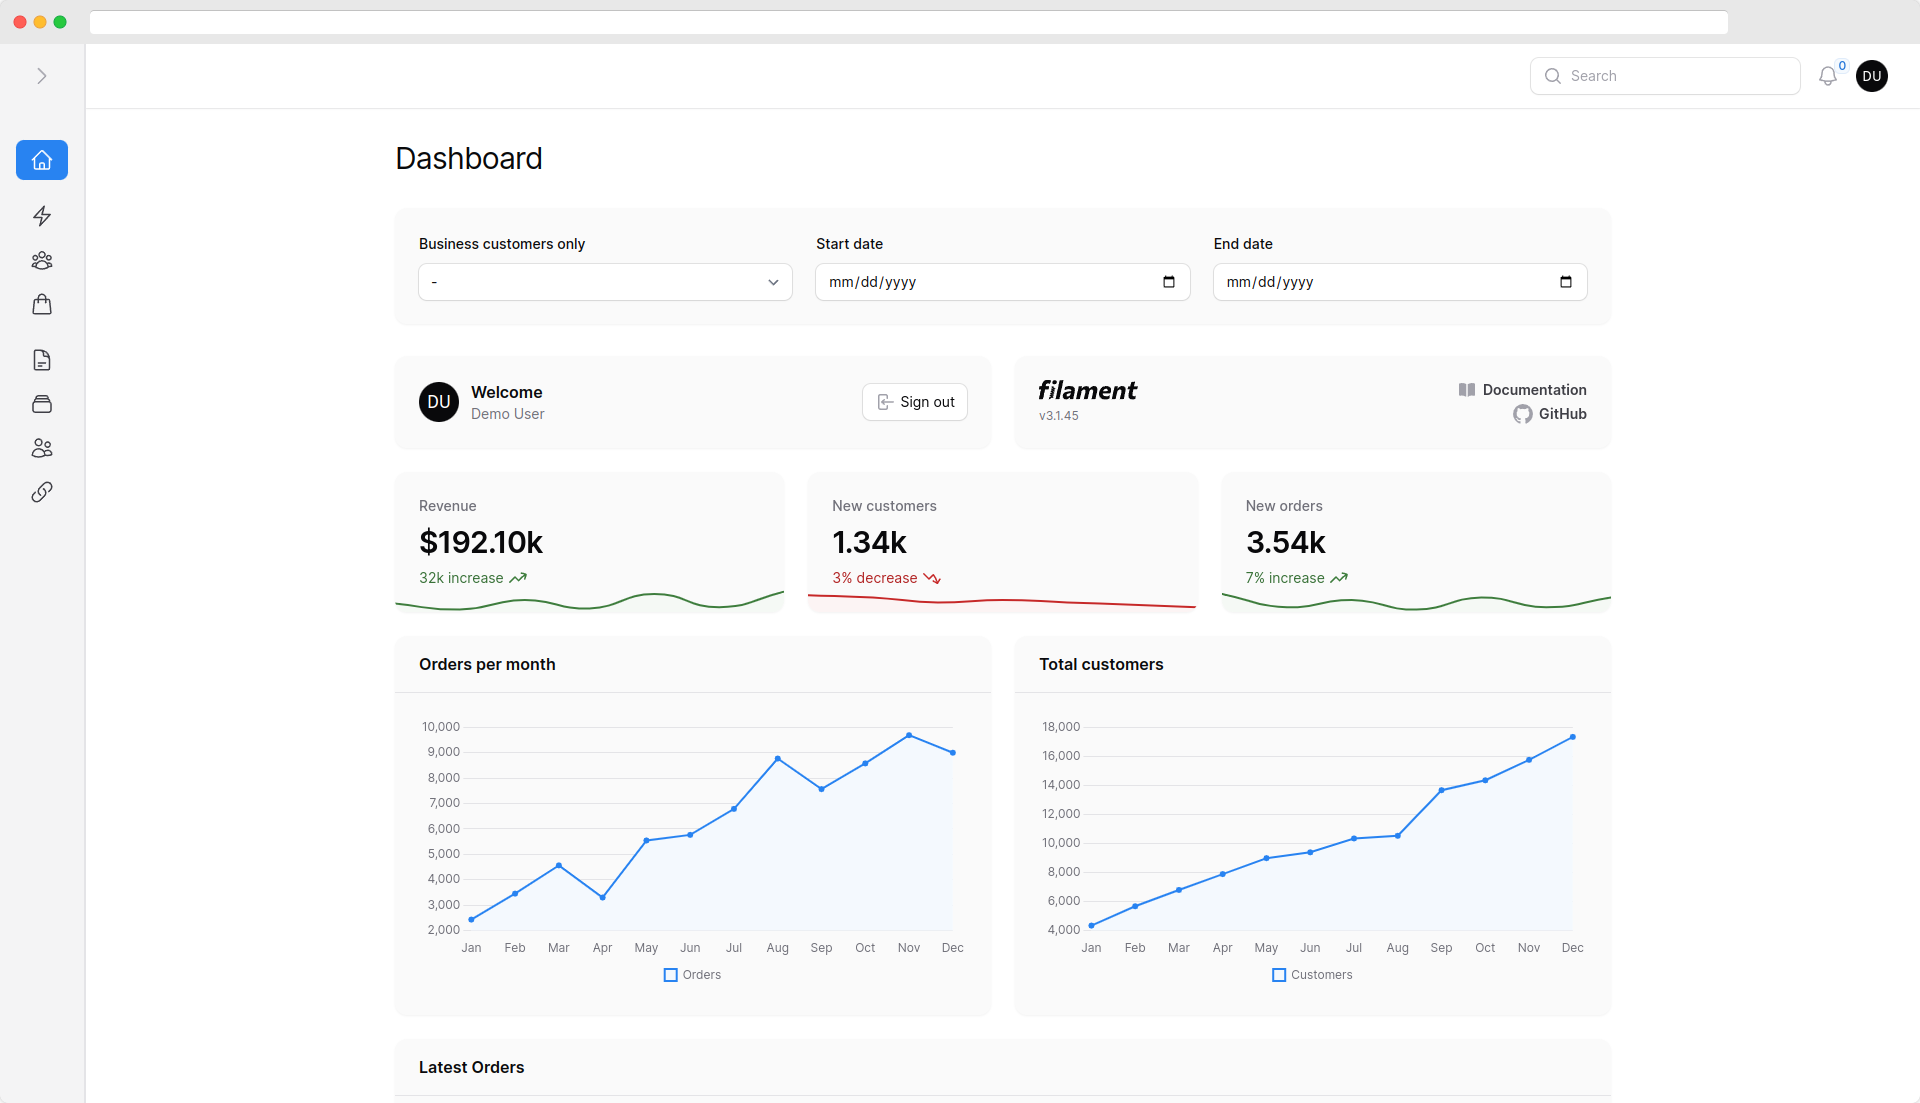 Search
0
DU
Dashboard
Business customers only
Start date
End date
-
mm/dd/yyyy
mm/dd/yyyy
DU
Welcome
Demo User
Sign out
filament
v3.1.45
Documentation
GitHub
Revenue
$192.10k
32k increase
New customers
1.34k
3% decrease
New orders
3.54k
7% increase
Orders per month
10,000
9,000
8,000
7,000
6,000
5,000
4,000
3,000
2,000
Jan Feb Mar Apr May Jun Jul Aug Sep Oct Nov Dec
Orders
Total customers
18,000
16,000
14,000
12,000
10,000
8,000
6,000
4,000
Jan Feb Mar Apr May Jun Jul Aug Sep Oct Nov Dec
Customers
Latest Orders